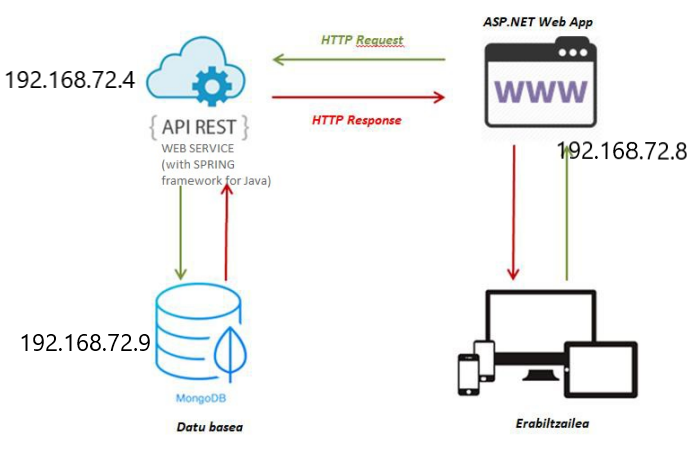 ASP.NET Web App
HTTP Request
192.168.72.4
WWW
HTTP Response
{ API REST }
WEB SERVICE
(with SPRING
framework for Java)
192.168.72.8
192.168.72.9
MongoDB
Datu basea
Erabiltzailea